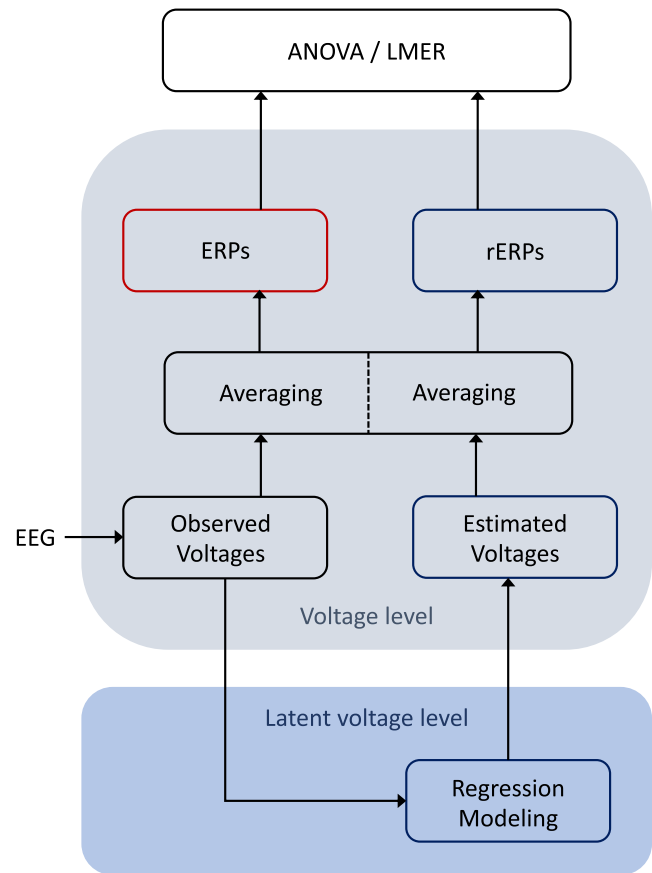 ANOVA / LMER
ERPs
rERPs
Averaging
Averaging
EEG
Observed
Voltages
Estimated
Voltages
Voltage level
Latent voltage level
Regression
Modeling